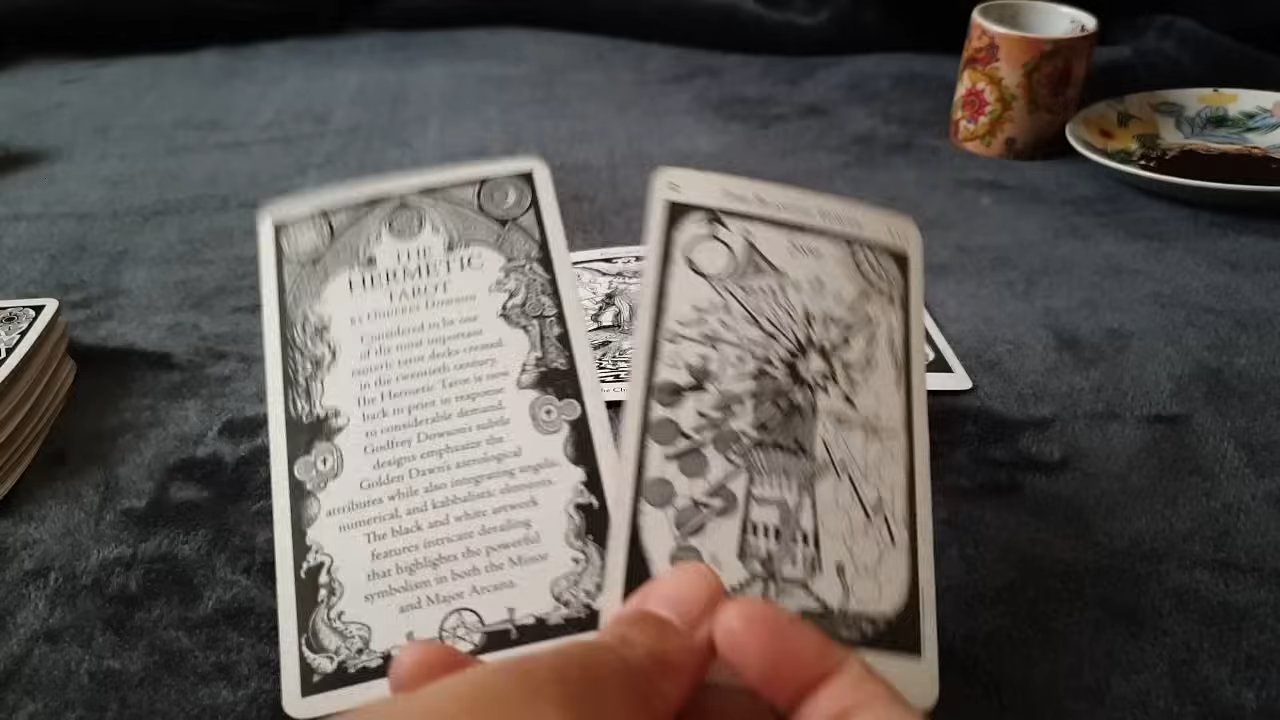 THE
HERMETIC
TAROT
BY GODFREY DOWSON
Considered to be one
of the most important
esoteric tarot decks created
in the twentieth century,
the Hermetic Tarot is now
back in print in response
to considerable demand.
Godfrey Dowson's subtle
designs emphasize the
Golden Dawn's astrological
attributes while also integrating angelic,
numerical, and kabbalistic elements.
The black and white artwork
features intricate detailing
that highlights the powerful
symbolism in both the Minor
and Major Arcana.
he Ch